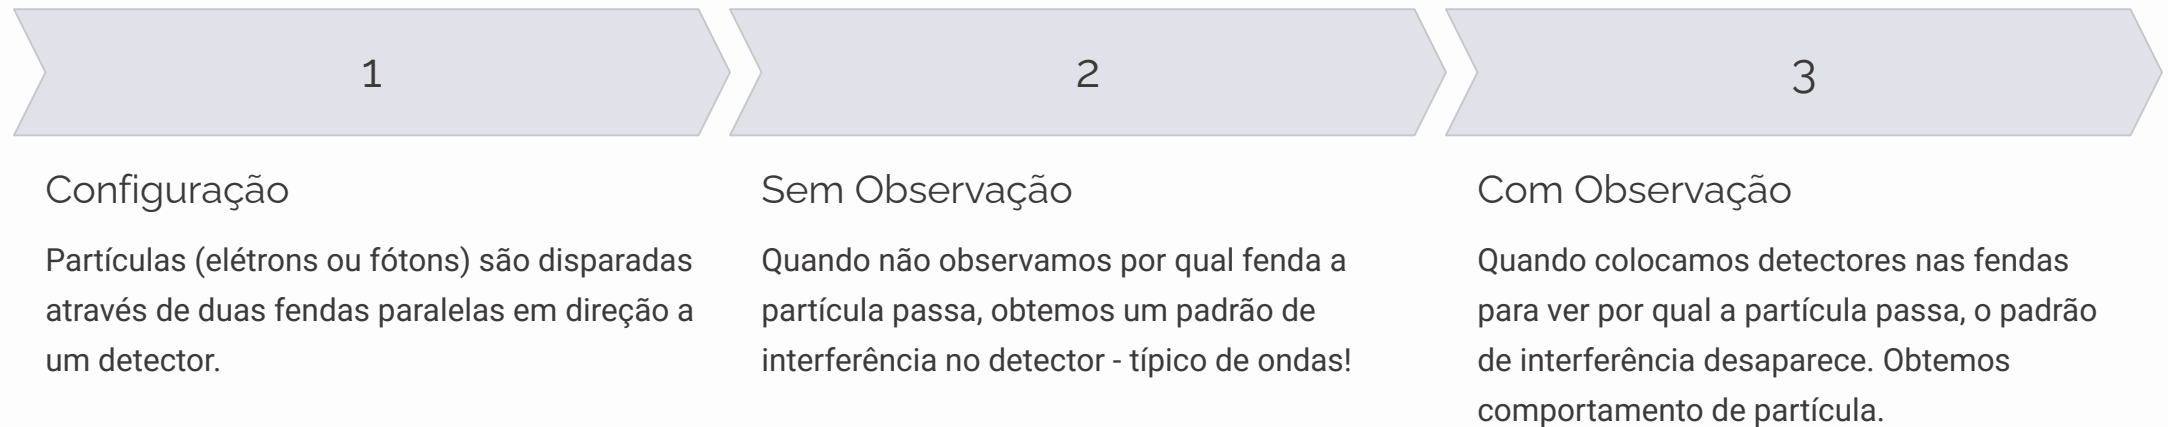 1
Configuração
Partículas (elétrons ou fótons) são disparadas
através de duas fendas paralelas em direção a
um detector.
2
Sem Observação
Quando não observamos por qual fenda a
partícula passa, obtemos um padrão de
interferência no detector - típico de ondas!
3
Com Observação
Quando colocamos detectores nas fendas
para ver por qual a partícula passa, o padrão
de interferência desaparece. Obtemos
comportamento de partícula.